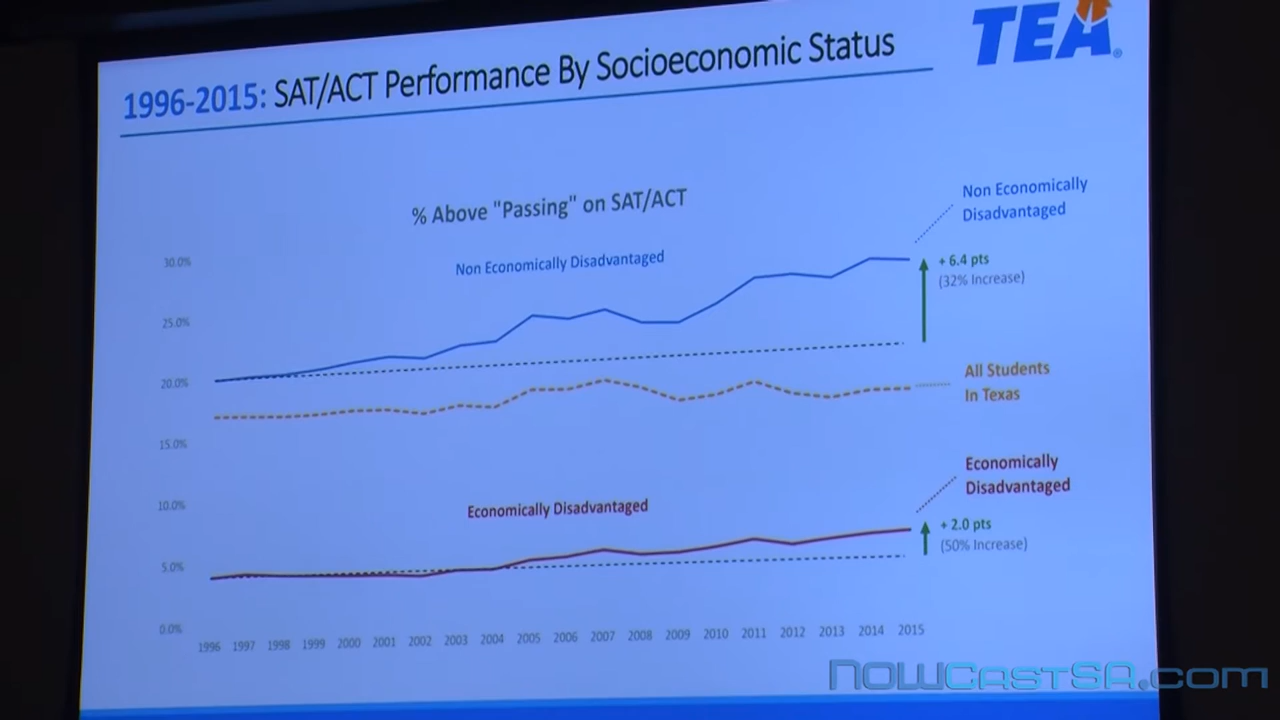 TEA
1996-2015: SAT/ACT Performance By Socioeconomic Status
% Above "Passing" on SAT/ACT
Non Economically
Disadvantaged
30.0%
Non Economically Disadvantaged
+ 6.4 pts
(32% Increase)
25.0%
20.0%
All Students
In Texas
15.0%
Economically
Disadvantaged
10.0%
Economically Disadvantaged
+ 2.0 pts
(50% Increase)
5.0%
0.0%
1996 1997 1998 1999 2000 2001 2002 2003 2004 2005 2006 2007 2008 2009 2010 2011 2012 2013 2014 2015
NOWCastSA.com